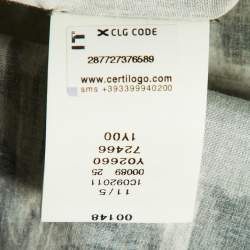 IT
CLG CODE
287727376589
www.certilogo.com
sms +393399940200
1Y00
72466
Y02660
00089 25
1C092011
11/5
00148